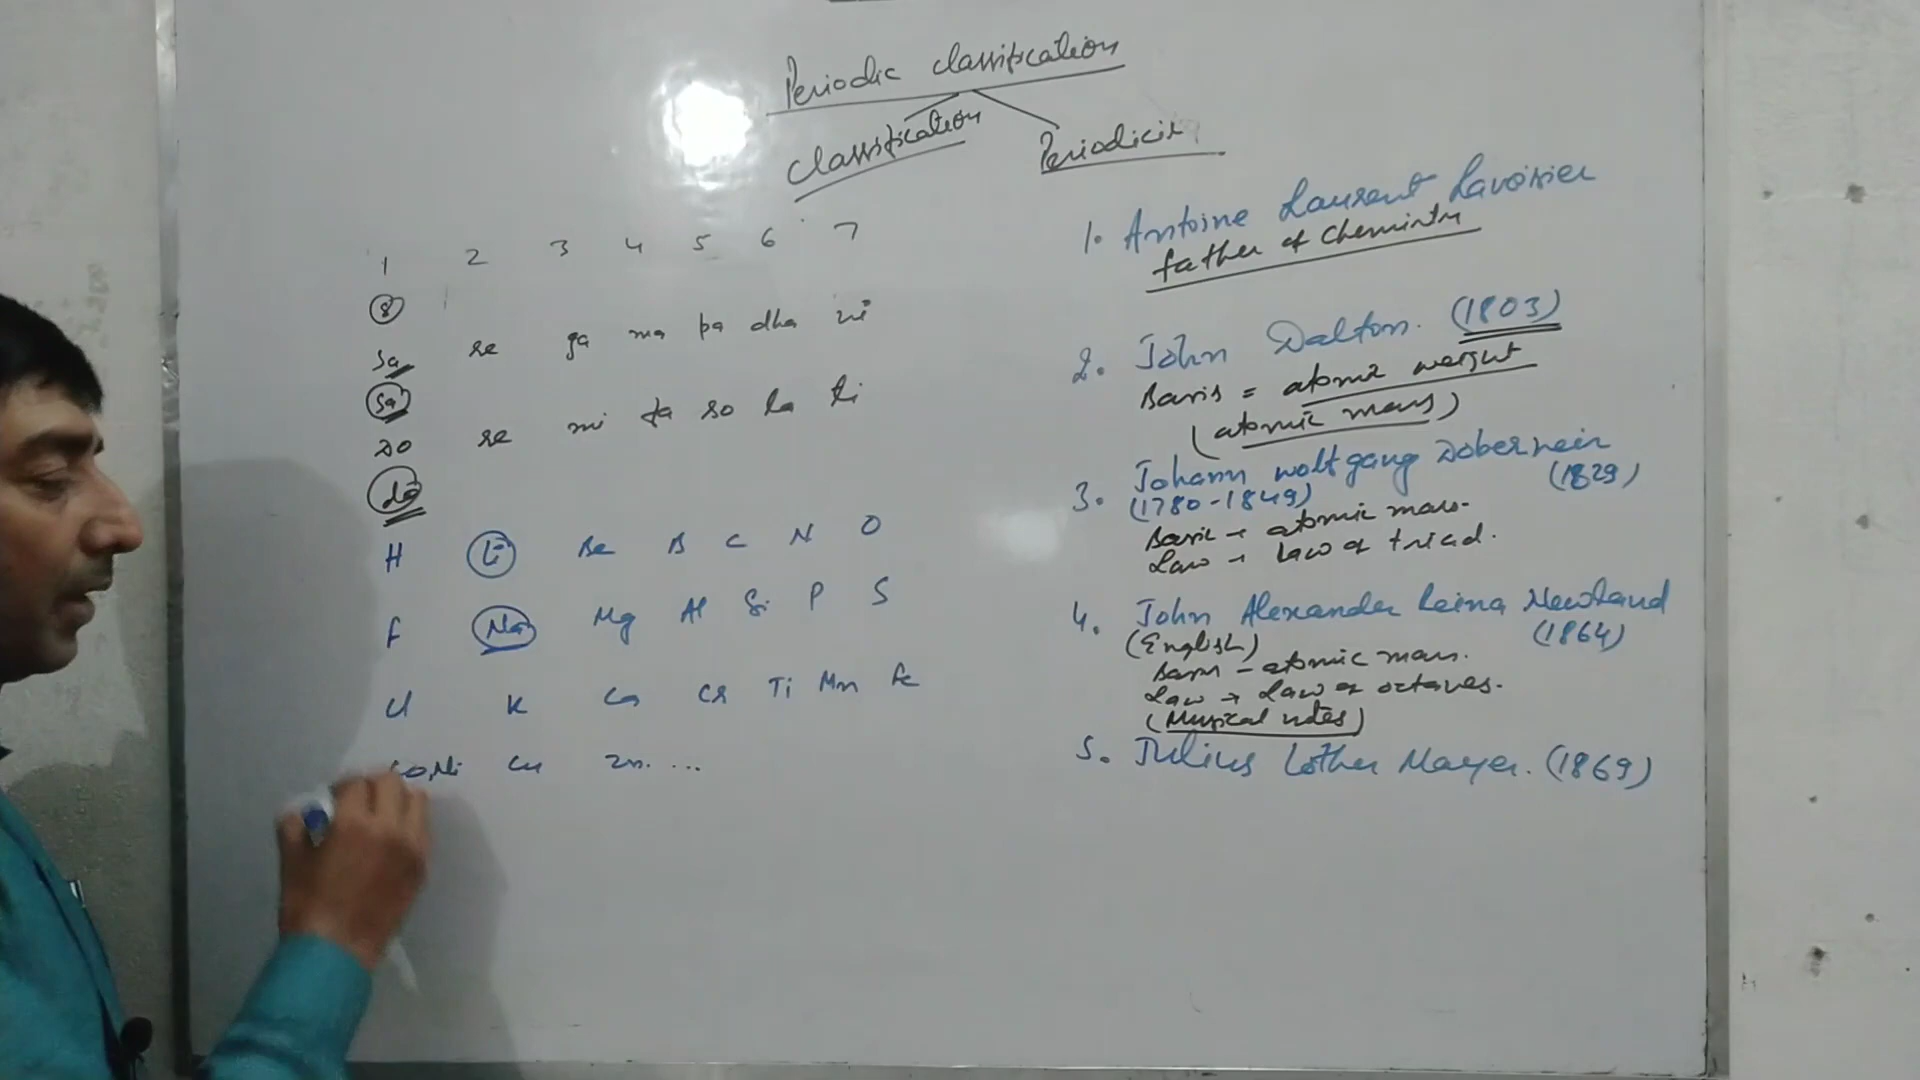 Periodic classification
classification Periodicit
1 2 3 4 5 6 7
8
Sa re ga ma pa dha ni
Sa
Do re mi fa so la ti
do
H Li Be B C N O
F Na Mg Al Si P S
Cl K Ca Cr Ti Mn Fe
Co,Ni Cu Zn. ...
1. Antoine Laurent Lavoisier
father of chemistry
2. John Dalton. (1803)
Basis = atomic weight
(atomic mass)
3. Johann wolfgang Dobernein
(1780-1849) (1829)
Basic → atomic mass.
Law → Law of triad.
4. John Alexander Reina Newland
(English) (1864)
Basis - atomic mass.
Law → Law of octaves.
(Musical notes)
5. Julius Lother Mayer. (1869)